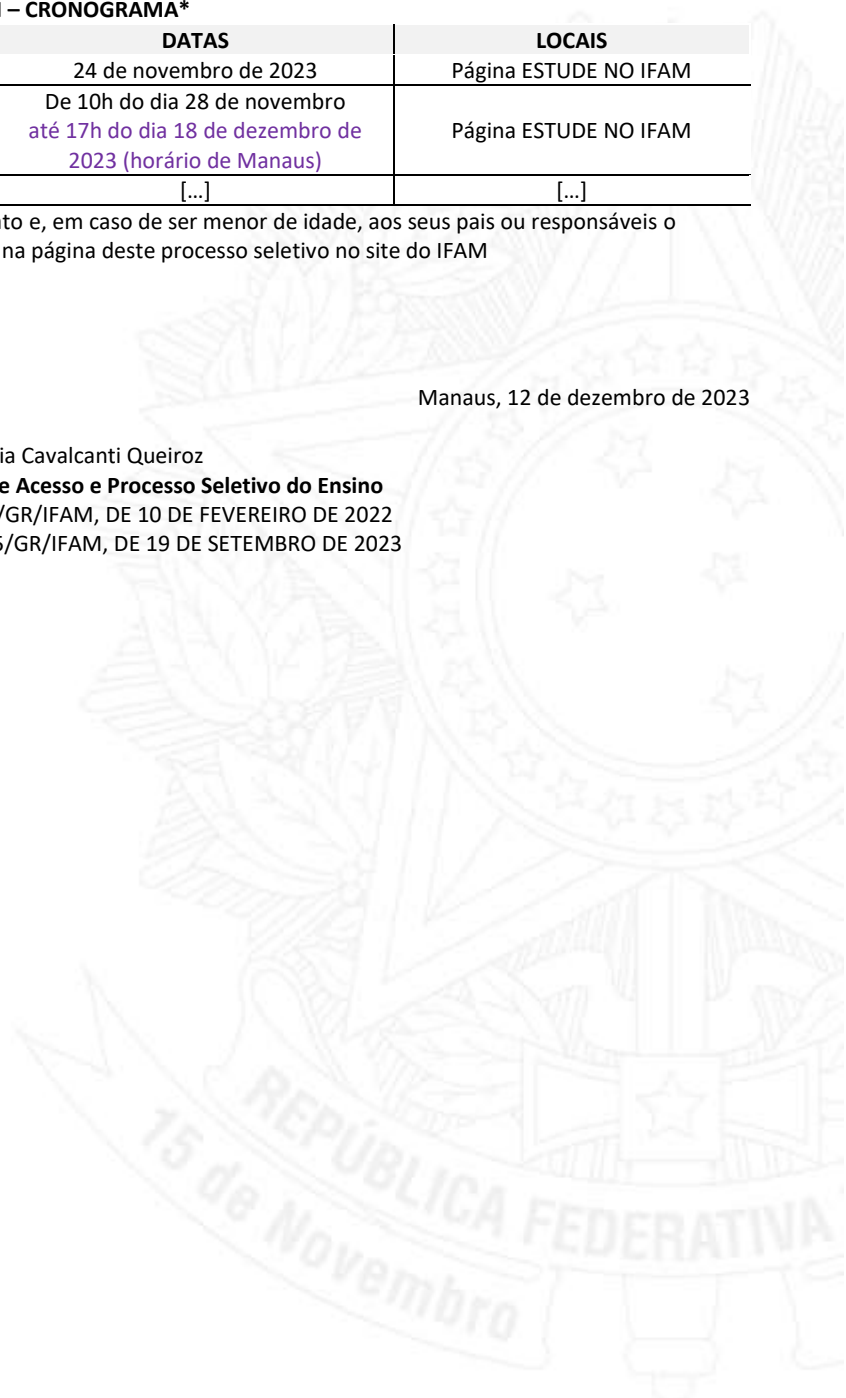 – CRONOGRAMA*
DATAS LOCAIS
24 de novembro de 2023 Página ESTUDE NO IFAM
De 10h do dia 28 de novembro
até 17h do dia 18 de dezembro de Página ESTUDE NO IFAM
2023 (horário de Manaus)
[...] [...]
to e, em caso de ser menor de idade, aos seus pais ou responsáveis o
na página deste processo seletivo no site do IFAM
Manaus, 12 de dezembro de 2023
ia Cavalcanti Queiroz
e Acesso e Processo Seletivo do Ensino
/GR/IFAM, DE 10 DE FEVEREIRO DE 2022
5/GR/IFAM, DE 19 DE SETEMBRO DE 2023
REPÚBLICA FEDERATIVA
15 de Novembro